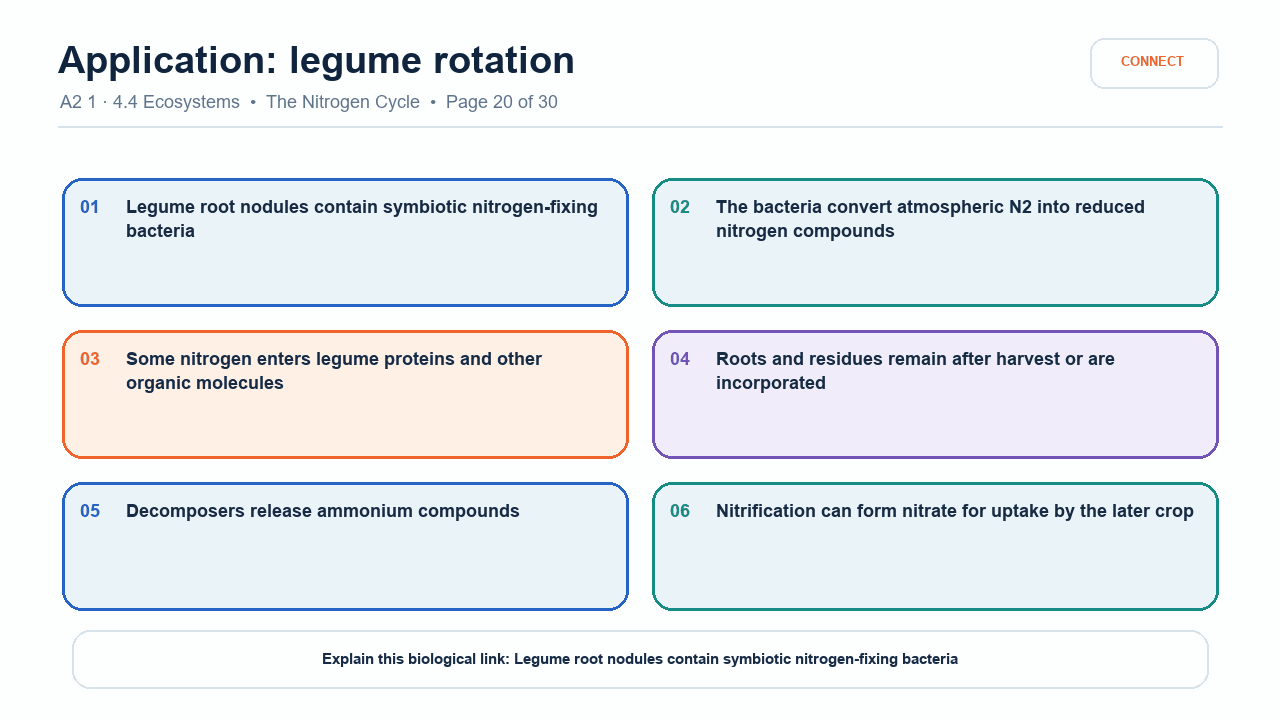 Application: legume rotation
CONNECT
A2 1 · 4.4 Ecosystems • The Nitrogen Cycle • Page 20 of 30
01 Legume root nodules contain symbiotic nitrogen-fixing
bacteria
02 The bacteria convert atmospheric N2 into reduced
nitrogen compounds
03 Some nitrogen enters legume proteins and other
organic molecules
04 Roots and residues remain after harvest or are
incorporated
05 Decomposers release ammonium compounds
06 Nitrification can form nitrate for uptake by the later crop
Explain this biological link: Legume root nodules contain symbiotic nitrogen-fixing bacteria